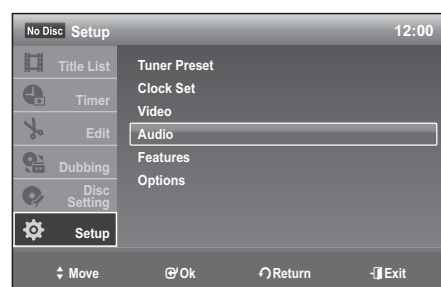 No Disc Setup 12:00
Title List
Timer
Edit
Dubbing
Disc
Setting
Setup
Tuner Preset
Clock Set
Video
Audio
Features
Options
Move Ok Return Exit